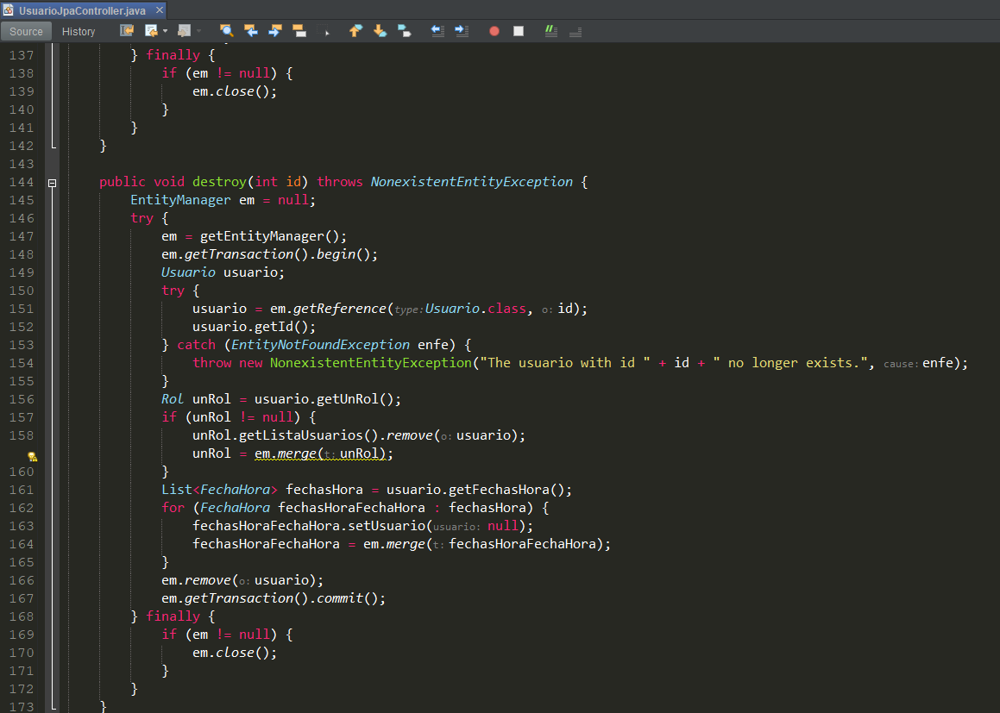 UsuarioJpaController.java ×
Source History
137 } finally {
138 if (em != null) {
139 em.close();
140 }
141 }
142 }
143
144 public void destroy(int id) throws NonexistentEntityException {
145 EntityManager em = null;
146 try {
147 em = getEntityManager();
148 em.getTransaction().begin();
149 Usuario usuario;
150 try {
151 usuario = em.getReference(type:Usuario.class, o: id);
152 usuario.getId();
153 } catch (EntityNotFoundException enfe) {
154 throw new NonexistentEntityException("The usuario with id " + id + " no longer exists.", cause: enfe);
155 }
156 Rol unRol = usuario.getUnRol();
157 if (unRol != null) {
158 unRol.getListaUsuarios().remove(o: usuario);
unRol = em.merge(t: unRol);
160 }
161 List<FechaHora> fechasHora = usuario.getFechasHora();
162 for (FechaHora fechasHoraFechaHora : fechasHora) {
163 fechasHoraFechaHora.setUsuario(usuario: null);
164 fechasHoraFechaHora = em.merge(t: fechasHoraFechaHora);
165 }
166 em.remove(o: usuario);
167 em.getTransaction().commit();
168 } finally {
169 if (em != null) {
170 em.close();
171 }
172 }
173 }